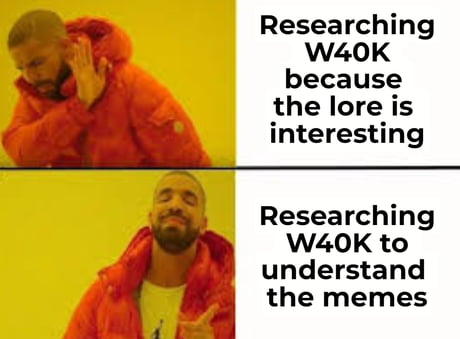 Researching
W40K
because
the lore is
interesting
Researching
W40K to
understand
the memes